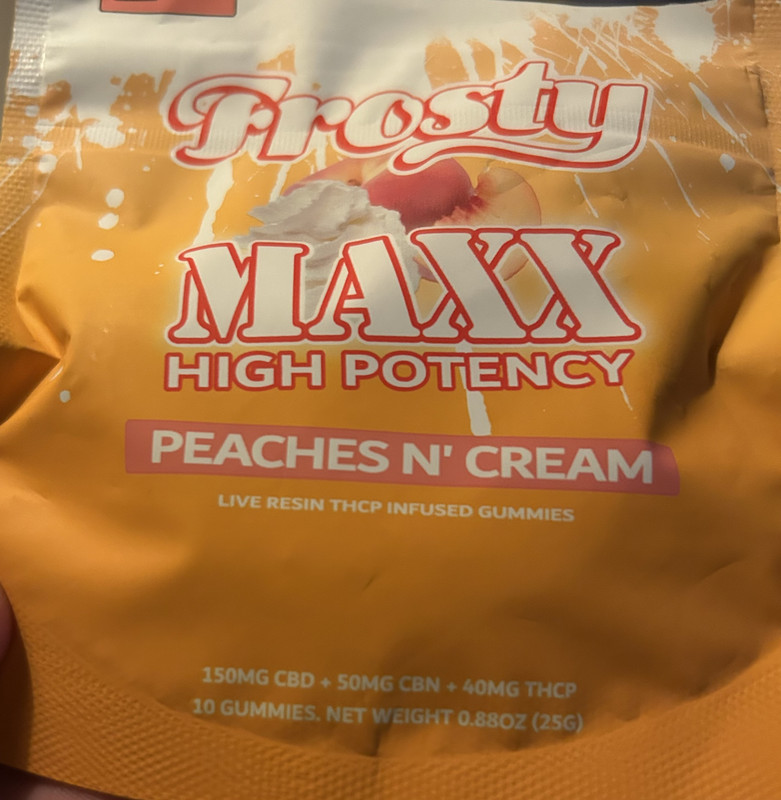 Frosty
MAXX
HIGH POTENCY
PEACHES N' CREAM
LIVE RESIN THCP INFUSED GUMMIES
150MG CBD + 50MG CBN + 40MG THCP
10 GUMMIES. NET WEIGHT 0.88OZ (25G)